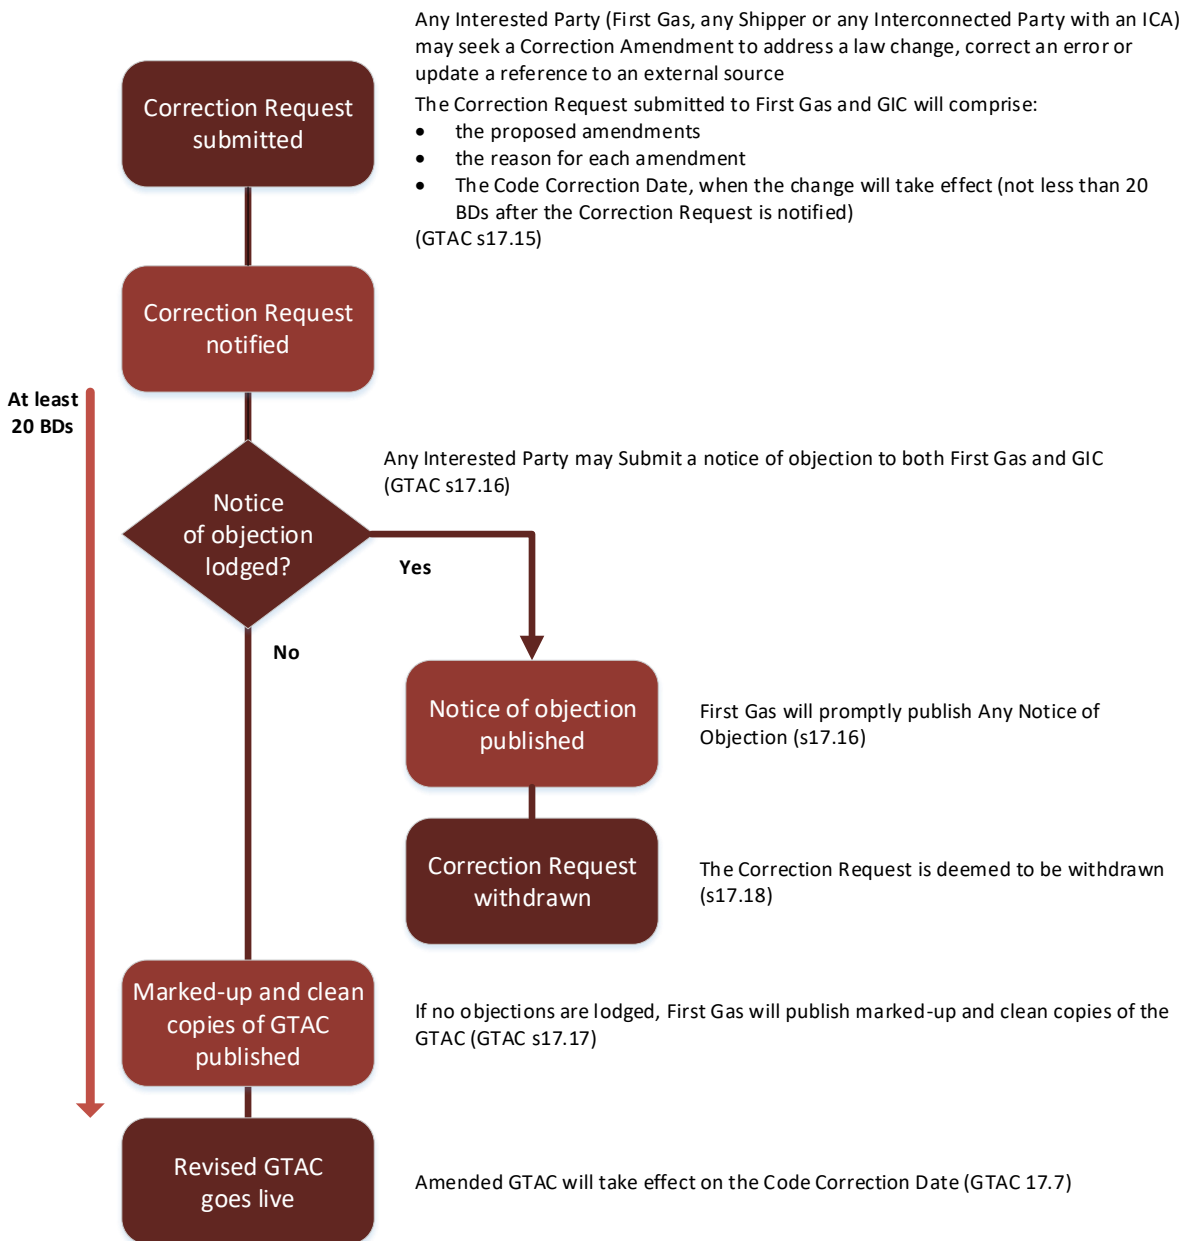 Any Interested Party (First Gas, any Shipper or any Interconnected Party with an ICA)
may seek a Correction Amendment to address a law change, correct an error or
update a reference to an external source
Correction Request
submitted
The Correction Request submitted to First Gas and GIC will comprise:
• the proposed amendments
• the reason for each amendment
• The Code Correction Date, when the change will take effect (not less than 20
BDs after the Correction Request is notified)
(GTAC s17.15)
Correction Request
notified
At least
20 BDs
Any Interested Party may Submit a notice of objection to both First Gas and GIC
(GTAC s17.16)
Notice
of objection
lodged?
Yes
No
Notice of objection
published
First Gas will promptly publish Any Notice of
Objection (s17.16)
Correction Request
withdrawn
The Correction Request is deemed to be withdrawn
(s17.18)
Marked-up and clean
copies of GTAC
published
If no objections are lodged, First Gas will publish marked-up and clean copies of the
GTAC (GTAC s17.17)
Revised GTAC
goes live
Amended GTAC will take effect on the Code Correction Date (GTAC 17.7)